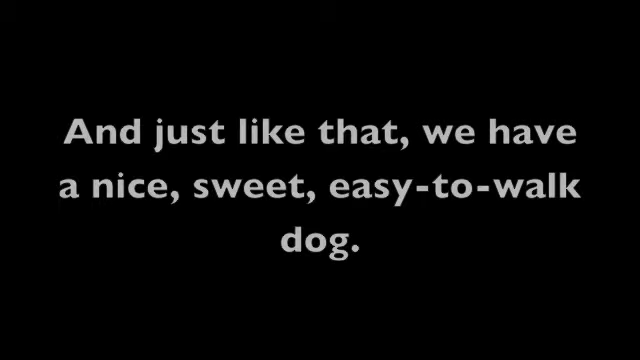 And just like that, we have
a nice, sweet, easy-to-walk
dog.